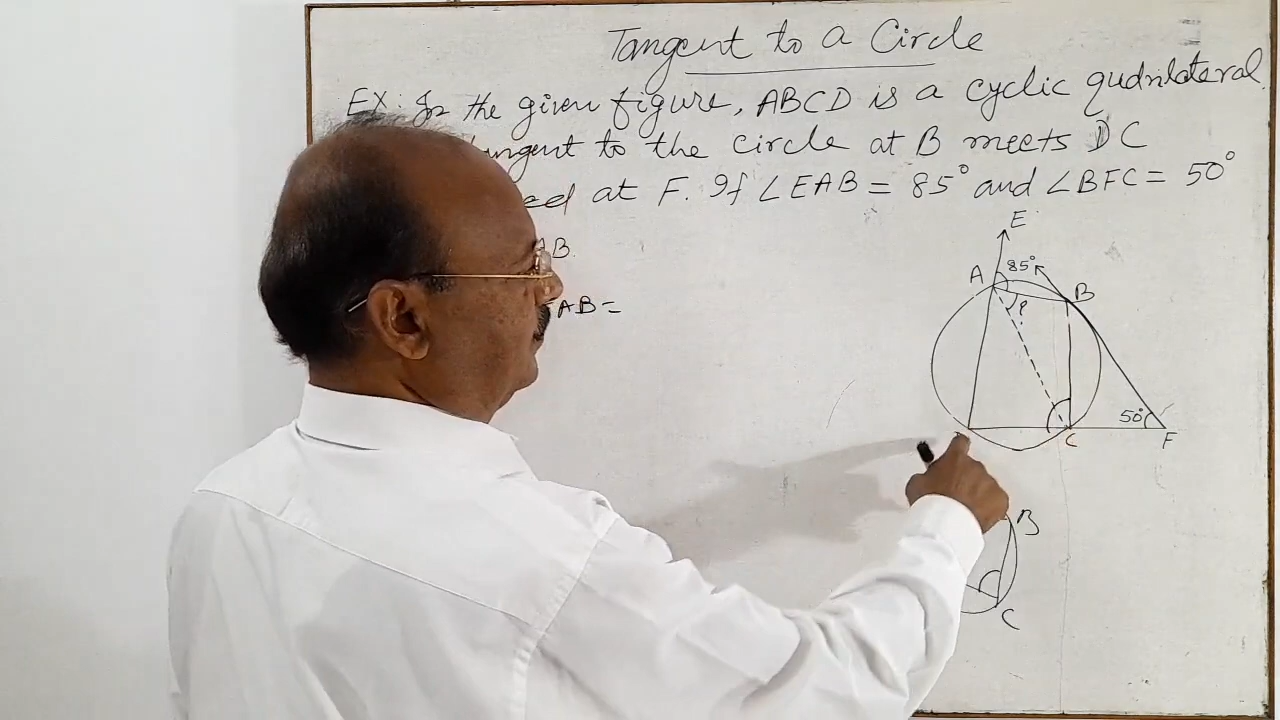 Tangent to a Circle
EX: In the given figure, ABCD is a cyclic qudrilateral.
tangent to the circle at B meets DC
at F. If ∠EAB = 85° and ∠BFC = 50°
AB.
AB =
E
A 85°
B
50°
C F
B
C